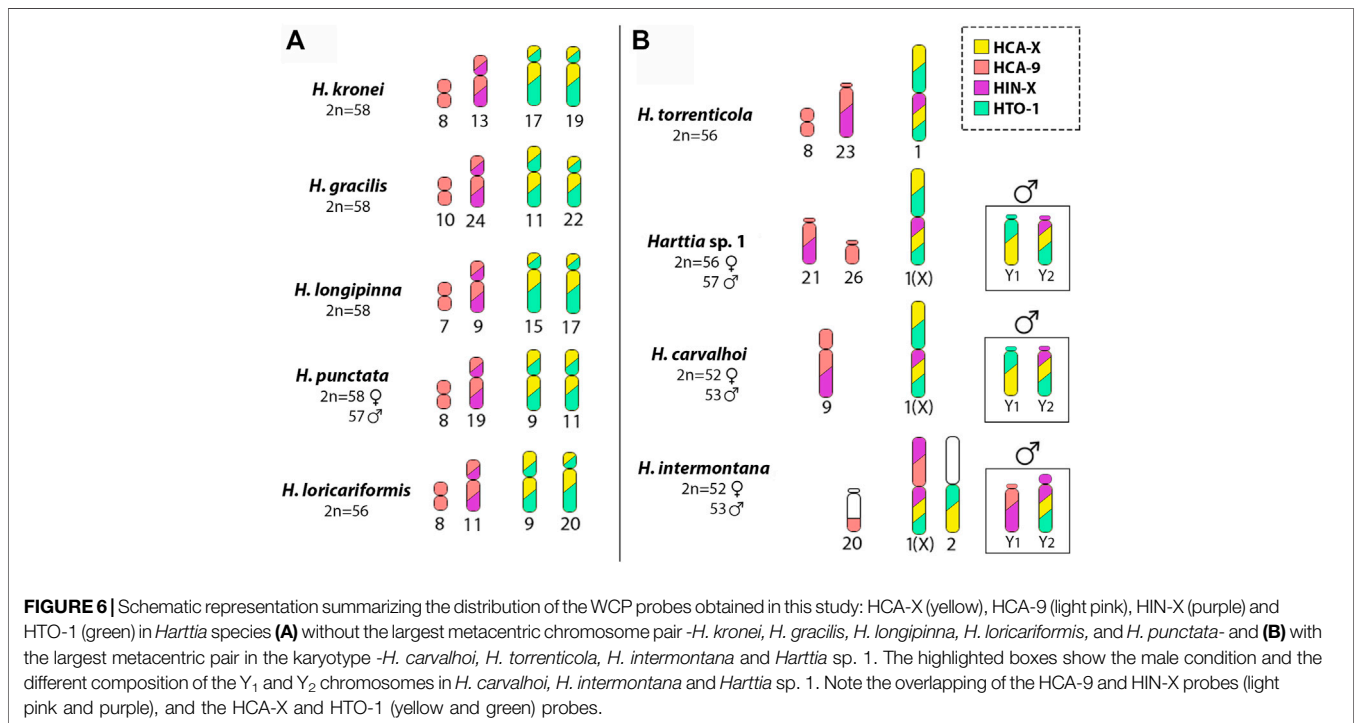 A
H. kronei
2n=58
8 13 17 19
H. gracilis
2n=58
10 24 11 22
H. longipinna
2n=58
7 9 15 17
H. punctata
2n=58 ♀
57 ♂
8 19 9 11
H. loricariformis
2n=56
8 11 9 20
B
HCA-X
HCA-9
HIN-X
HTO-1
H. torrenticola
2n=56
8 23 1
Harttia sp. 1
2n=56 ♀
57 ♂
21 26 1(X)
♂
Y1 Y2
H. carvalhoi
2n=52 ♀
53 ♂
9 1(X)
♂
Y1 Y2
H. intermontana
2n=52 ♀
53 ♂
20 1(X) 2
♂
Y1 Y2
FIGURE 6 | Schematic representation summarizing the distribution of the WCP probes obtained in this study: HCA-X (yellow), HCA-9 (light pink), HIN-X (purple) and
HTO-1 (green) in Harttia species (A) without the largest metacentric chromosome pair -H. kronei, H. gracilis, H. longipinna, H. loricariformis, and H. punctata- and (B) with
the largest metacentric pair in the karyotype -H. carvalhoi, H. torrenticola, H. intermontana and Harttia sp. 1. The highlighted boxes show the male condition and the
different composition of the Y1 and Y2 chromosomes in H. carvalhoi, H. intermontana and Harttia sp. 1. Note the overlapping of the HCA-9 and HIN-X probes (light
pink and purple), and the HCA-X and HTO-1 (yellow and green) probes.